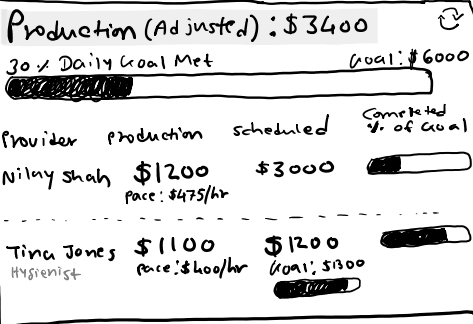 Production (Adjusted) : $3400
30 % Daily Goal Met Goal: $6000
Provider Production Scheduled Completed % of Goal
Nilay Shah $1200 $3000
Pace: $475/hr
Tina Jones $1100 $1200
Hygienist Pace: $400/hr Goal: $1300